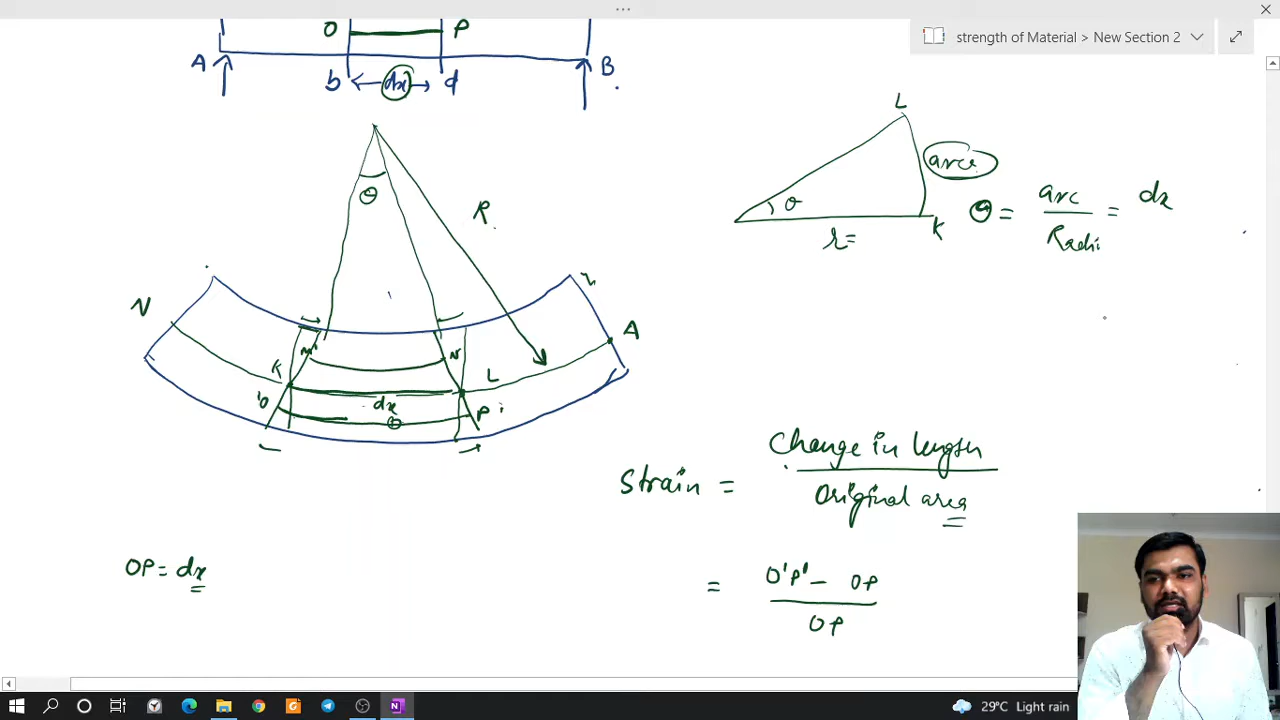 ...
strength of Material > New Section 2
O P
A B
b dx d
L
arc
θ
θ = arc / Radi = dx
r= K
θ
R
N
A
M' N'
K L
dx
O P
Change in length
Strain =
Original area
OP = dx
= O'P' - OP
OP
29°C Light rain